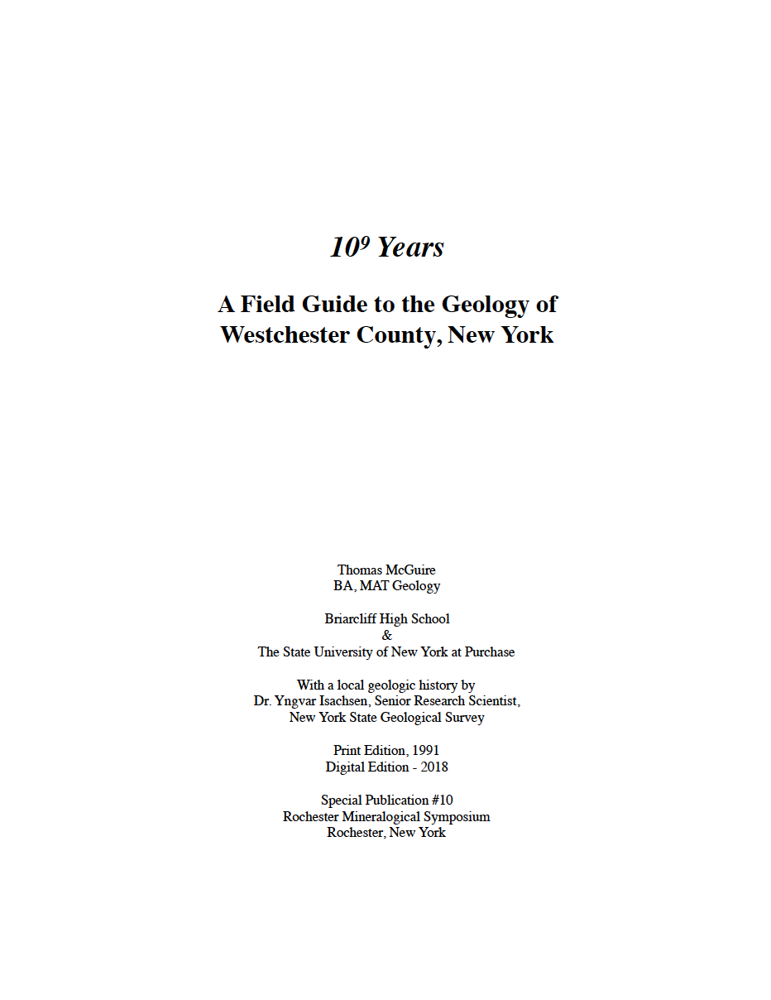 10⁹ Years
A Field Guide to the Geology of
Westchester County, New York
Thomas McGuire
BA, MAT Geology
Briarcliff High School
&
The State University of New York at Purchase
With a local geologic history by
Dr. Yngvar Isachsen, Senior Research Scientist,
New York State Geological Survey
Print Edition, 1991
Digital Edition - 2018
Special Publication #10
Rochester Mineralogical Symposium
Rochester, New York